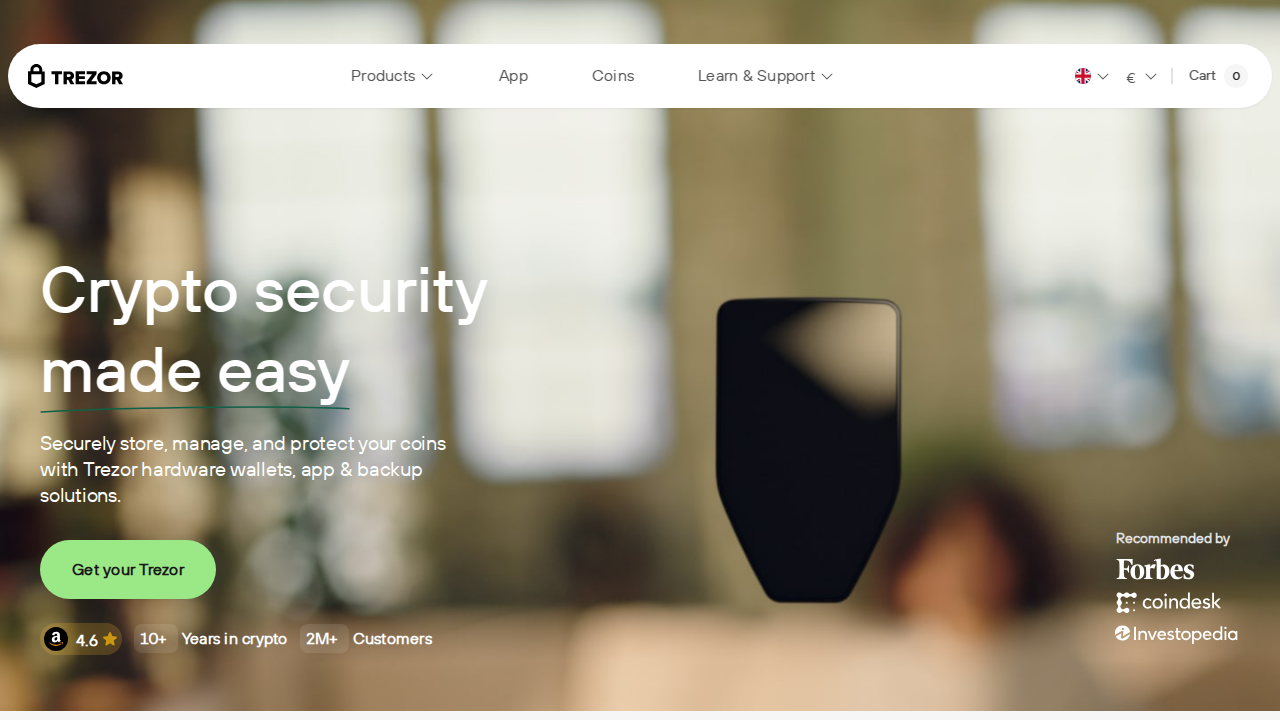 TREZOR
Products
App
Coins
Learn & Support
€
Cart
0
Crypto security
made easy
Securely store, manage, and protect your coins
with Trezor hardware wallets, app & backup
solutions.
Get your Trezor
a 4.6
10+ Years in crypto
2M+ Customers
Recommended by
Forbes
coindesk
Investopedia